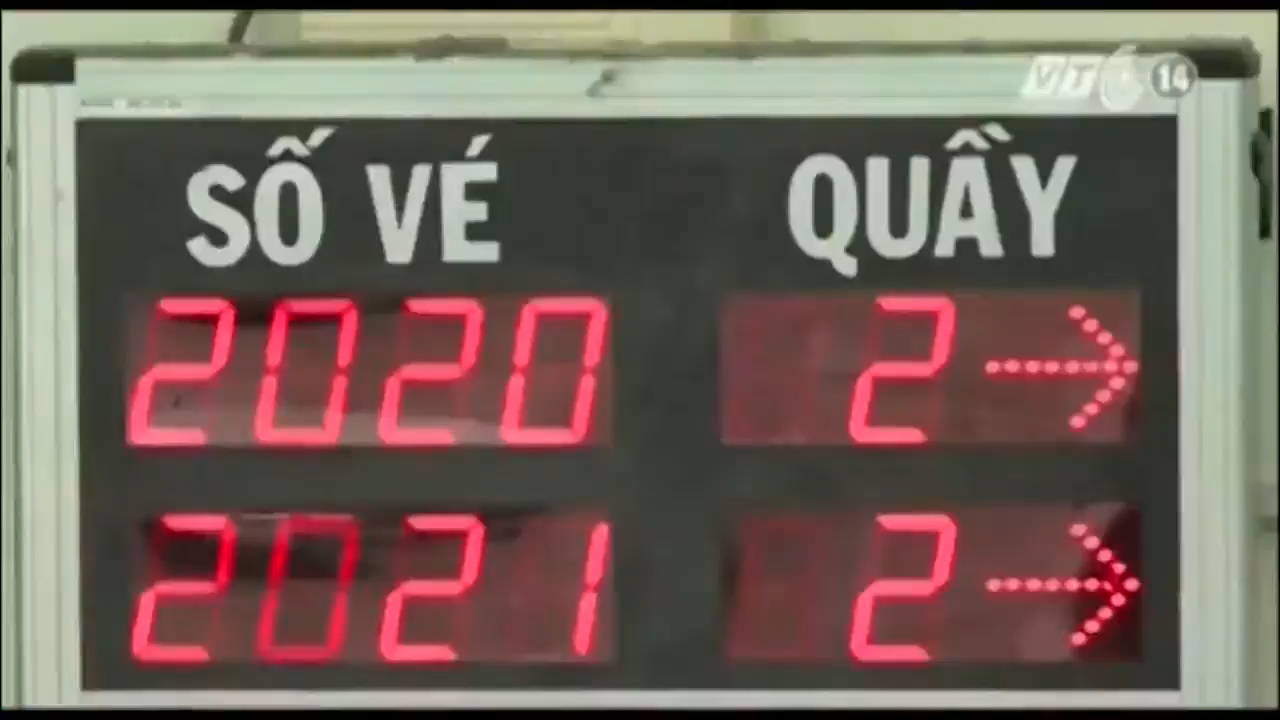 VTC 14
SỐ VÉ QUẦY
2020 2 →
2021 2 →